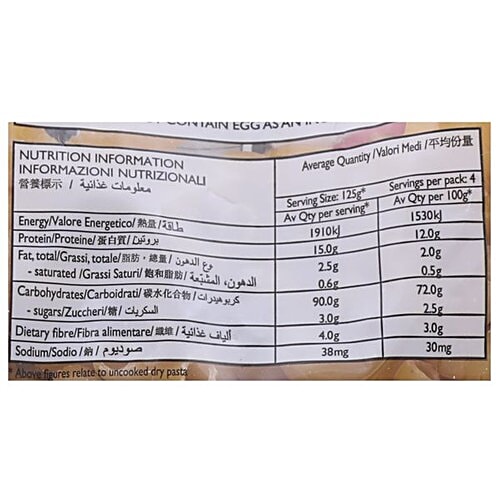 CONTAIN EGG AS AN
NUTRITION INFORMATION
INFORMAZIONI NUTRIZIONALI
營養標示 / معلومات غذائية
Average Quantity /Valori Medi /平均份量
Serving Size: 125g*
Av Qty per serving*
Servings per pack: 4
Av Qty per 100g*
Energy/Valore Energetico/ 熱量 /طاقة 1910kJ 1530kJ
Protein/Proteine/ 蛋白質/ بروتين 15.0g 12.0g
Fat, total/Grassi, totale/脂肪，總量/ 2.5g 2.0g
- saturated /Grassi Saturi/ 飽和脂肪/ الدهون، المشبّعة 0.6g 0.5g
Carbohydrates/Carboidrati/ 碳水化合物/ كربوهيدرات 90.0g 72.0g
- sugars/Zuccheri/糖/ السكريات 3.0g 2.5g
Dietary fibre/Fibra alimentare/ 纖維 / ألياف غذائية 4.0g 3.0g
Sodium/Sodio /鈉 / صوديوم 38mg 30mg
* Above figures relate to uncooked dry pasta